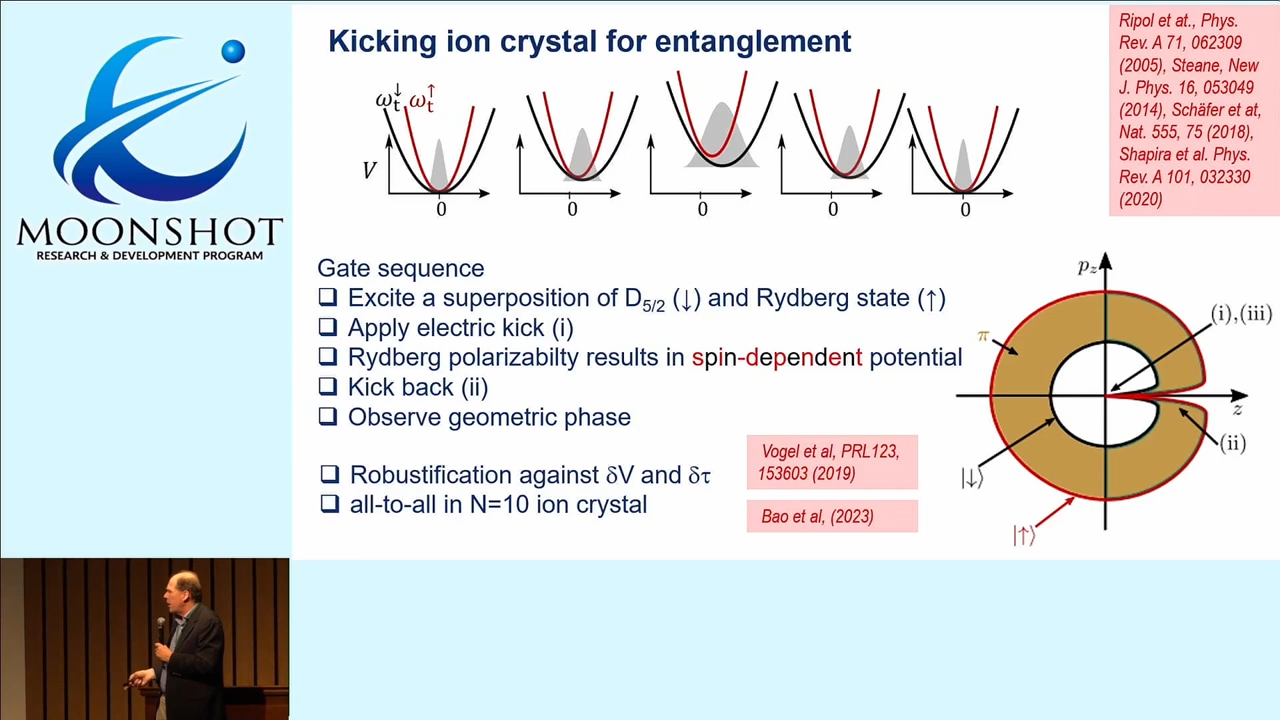 MOONSHOT
RESEARCH & DEVELOPMENT PROGRAM
Kicking ion crystal for entanglement
Ripol et at., Phys.
Rev. A 71, 062309
(2005), Steane, New
J. Phys. 16, 053049
(2014), Schäfer et at,
Nat. 555, 75 (2018),
Shapira et al. Phys.
Rev. A 101, 032330
(2020)
ωt↓, ωt↑
V
0 0 0 0 0
Gate sequence
❑ Excite a superposition of D5/2 (↓) and Rydberg state (↑)
❑ Apply electric kick (i)
❑ Rydberg polarizabilty results in spin-dependent potential
❑ Kick back (ii)
❑ Observe geometric phase
❑ Robustification against δV and δτ
❑ all-to-all in N=10 ion crystal
Vogel et al, PRL123,
153603 (2019)
Bao et al, (2023)
pz
(i),(iii)
π
z
(ii)
|↓⟩
|↑⟩